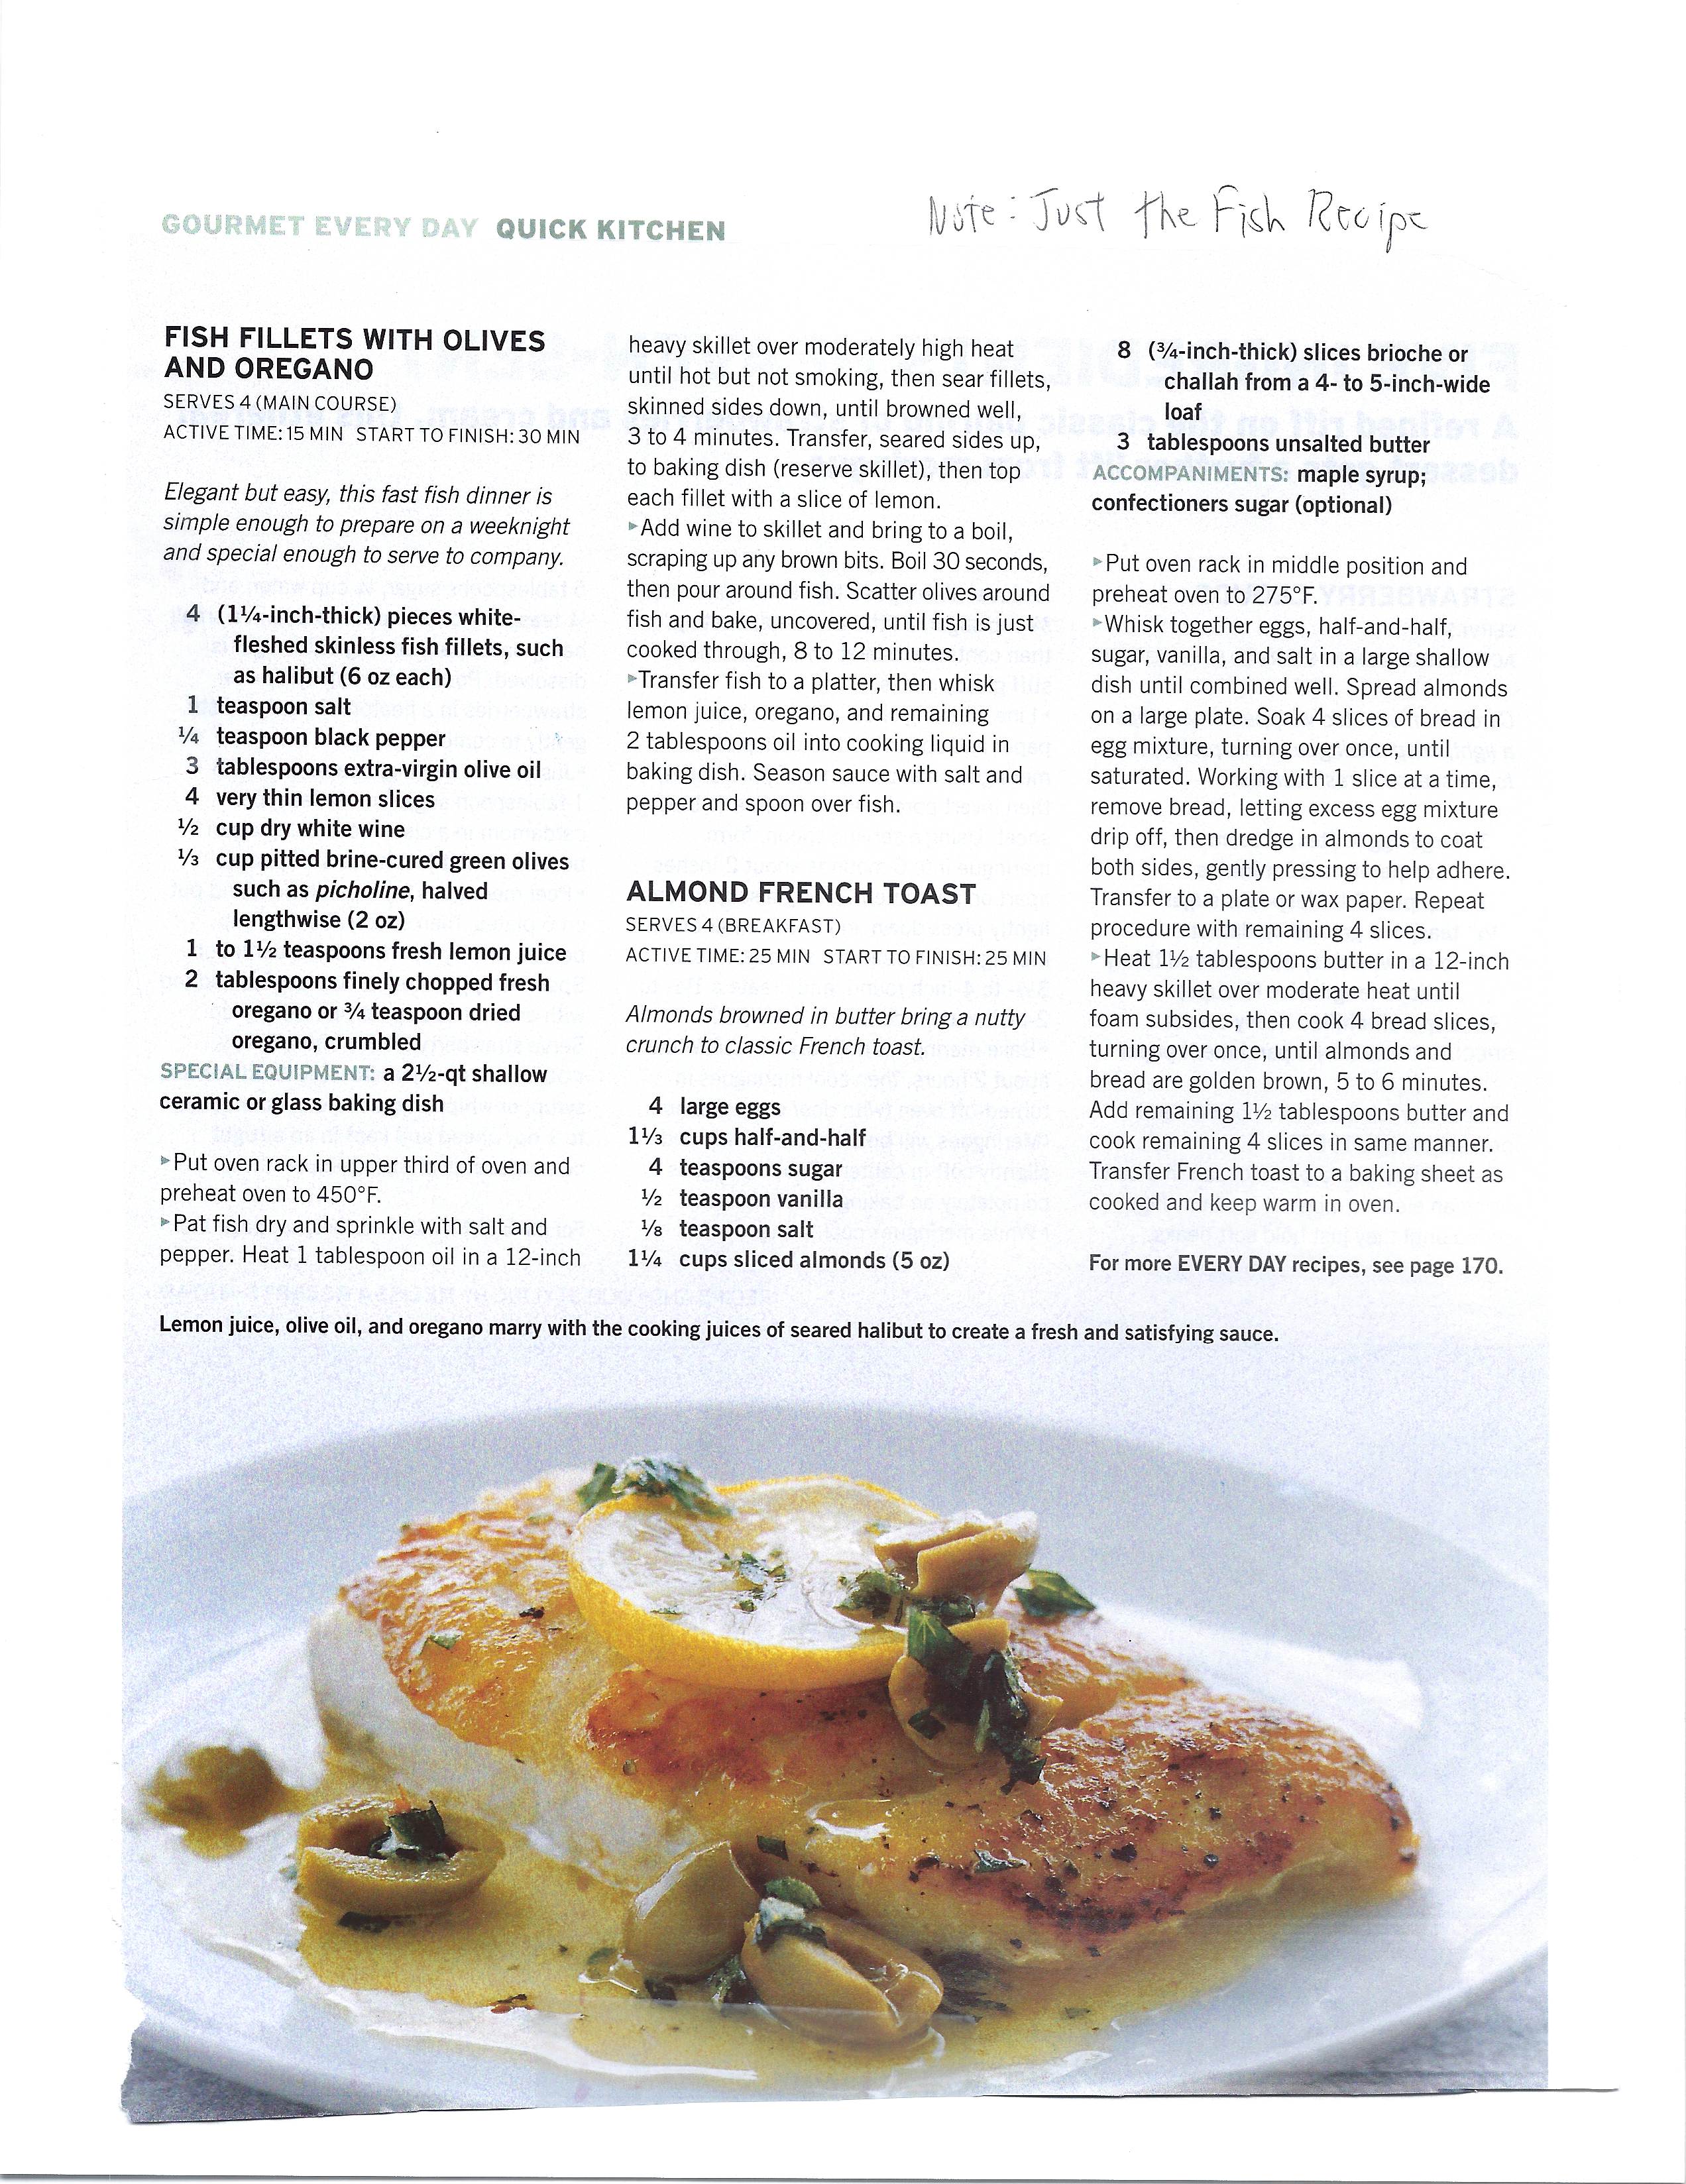 GOURMET EVERY DAY QUICK KITCHEN
Note: Just the Fish Recipe
FISH FILLETS WITH OLIVES
AND OREGANO
SERVES 4 (MAIN COURSE)
ACTIVE TIME: 15 MIN START TO FINISH: 30 MIN
Elegant but easy, this fast fish dinner is
simple enough to prepare on a weeknight
and special enough to serve to company.
4 (1¼-inch-thick) pieces white-
fleshed skinless fish fillets, such
as halibut (6 oz each)
1 teaspoon salt
¼ teaspoon black pepper
3 tablespoons extra-virgin olive oil
4 very thin lemon slices
½ cup dry white wine
⅓ cup pitted brine-cured green olives
such as picholine, halved
lengthwise (2 oz)
1 to 1½ teaspoons fresh lemon juice
2 tablespoons finely chopped fresh
oregano or ¾ teaspoon dried
oregano, crumbled
SPECIAL EQUIPMENT: a 2½-qt shallow
ceramic or glass baking dish
▸Put oven rack in upper third of oven and
preheat oven to 450°F.
▸Pat fish dry and sprinkle with salt and
pepper. Heat 1 tablespoon oil in a 12-inch
heavy skillet over moderately high heat
until hot but not smoking, then sear fillets,
skinned sides down, until browned well,
3 to 4 minutes. Transfer, seared sides up,
to baking dish (reserve skillet), then top
each fillet with a slice of lemon.
▸Add wine to skillet and bring to a boil,
scraping up any brown bits. Boil 30 seconds,
then pour around fish. Scatter olives around
fish and bake, uncovered, until fish is just
cooked through, 8 to 12 minutes.
▸Transfer fish to a platter, then whisk
lemon juice, oregano, and remaining
2 tablespoons oil into cooking liquid in
baking dish. Season sauce with salt and
pepper and spoon over fish.
ALMOND FRENCH TOAST
SERVES 4 (BREAKFAST)
ACTIVE TIME: 25 MIN START TO FINISH: 25 MIN
Almonds browned in butter bring a nutty
crunch to classic French toast.
4 large eggs
1⅓ cups half-and-half
4 teaspoons sugar
½ teaspoon vanilla
⅛ teaspoon salt
1¼ cups sliced almonds (5 oz)
8 (¾-inch-thick) slices brioche or
challah from a 4- to 5-inch-wide
loaf
3 tablespoons unsalted butter
ACCOMPANIMENTS: maple syrup;
confectioners sugar (optional)
▸Put oven rack in middle position and
preheat oven to 275°F.
▸Whisk together eggs, half-and-half,
sugar, vanilla, and salt in a large shallow
dish until combined well. Spread almonds
on a large plate. Soak 4 slices of bread in
egg mixture, turning over once, until
saturated. Working with 1 slice at a time,
remove bread, letting excess egg mixture
drip off, then dredge in almonds to coat
both sides, gently pressing to help adhere.
Transfer to a plate or wax paper. Repeat
procedure with remaining 4 slices.
▸Heat 1½ tablespoons butter in a 12-inch
heavy skillet over moderate heat until
foam subsides, then cook 4 bread slices,
turning over once, until almonds and
bread are golden brown, 5 to 6 minutes.
Add remaining 1½ tablespoons butter and
cook remaining 4 slices in same manner.
Transfer French toast to a baking sheet as
cooked and keep warm in oven.
For more EVERY DAY recipes, see page 170.
Lemon juice, olive oil, and oregano marry with the cooking juices of seared halibut to create a fresh and satisfying sauce.